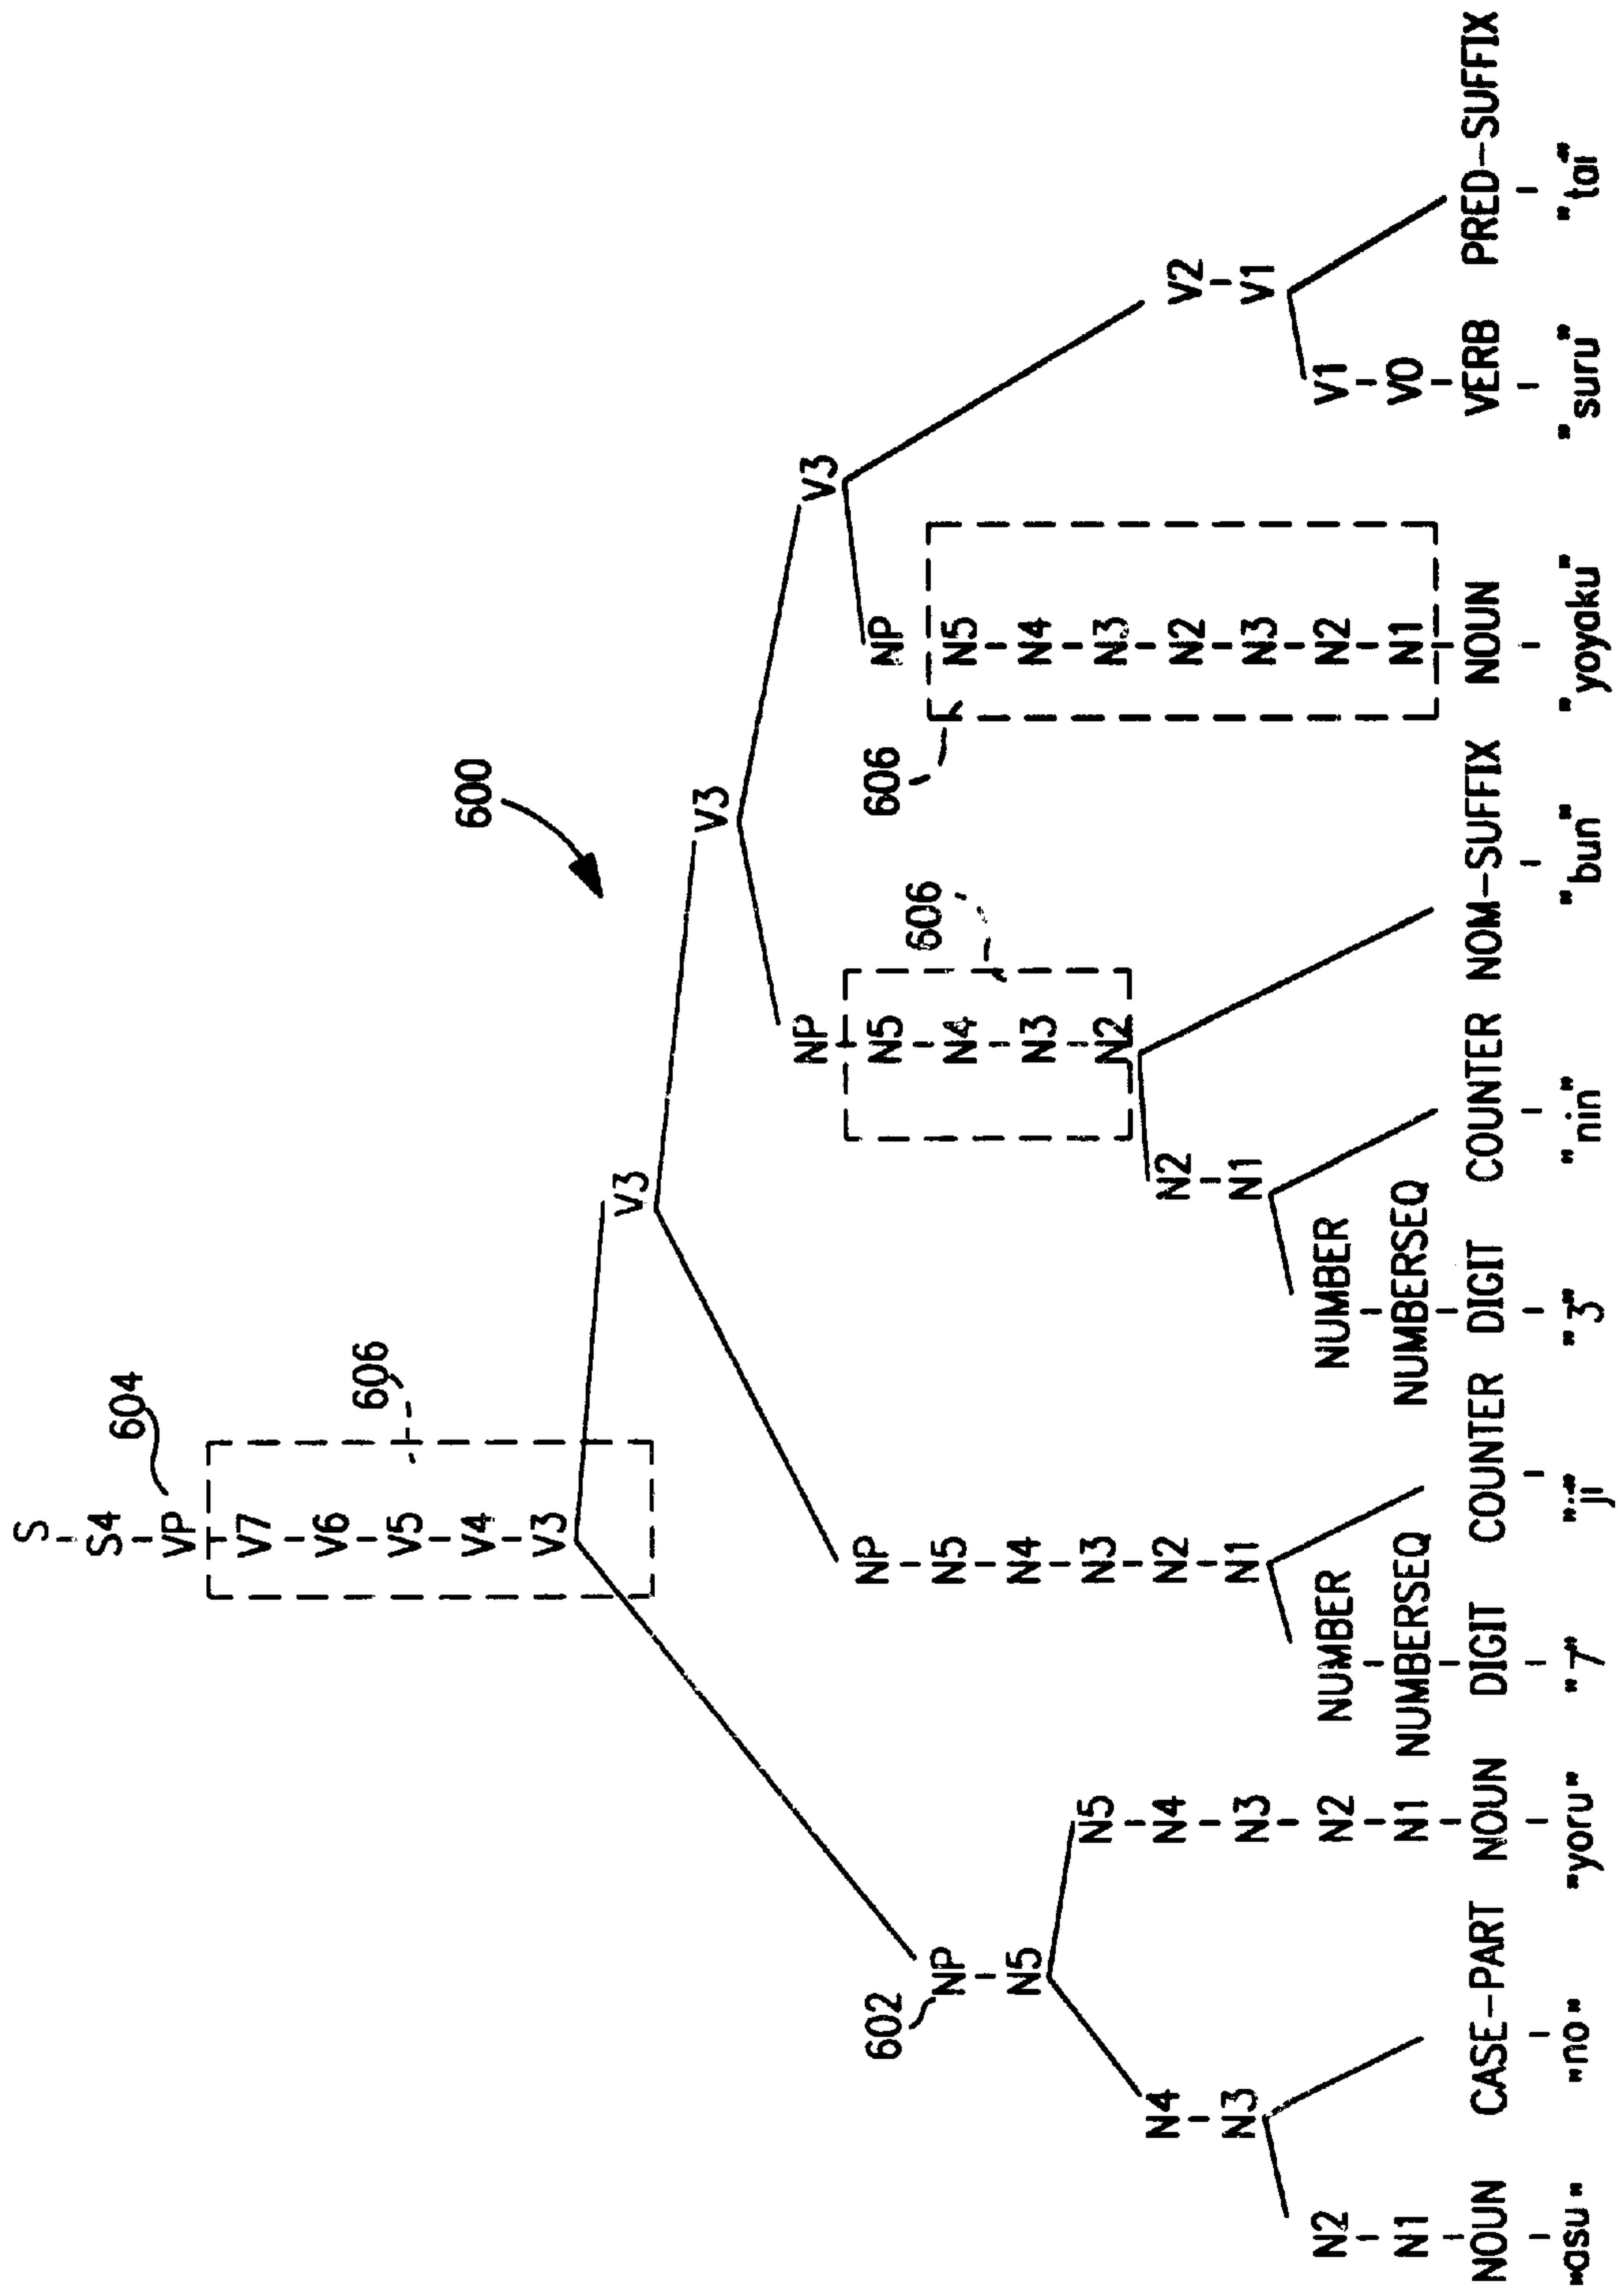 S
S4
VP 604
V7 606
V6
V5
V4
V3
V3
V3
V3
600
NP
N5
602
N4
N3
N2
N1
NOUN
"asu"
CASE-PART
"no"
N5
N4
N3
N2
N1
NOUN
"yoru"
NP
N5
N4
N3
N2
N1
NUMBER
NUMBERSEQ
DIGIT
"7"
COUNTER
"ji"
NP
606
N5
N4
N3
N2
N2
N1
NUMBER
NUMBERSEQ
DIGIT
"3"
COUNTER
"nin"
NOM-SUFFIX
"bun"
NP
606
N5
N4
N3
N2
N3
N2
N1
NOUN
"yoyaku"
V2
V1
V1
V0
VERB
"suru"
PRED-SUFFIX
"tai"